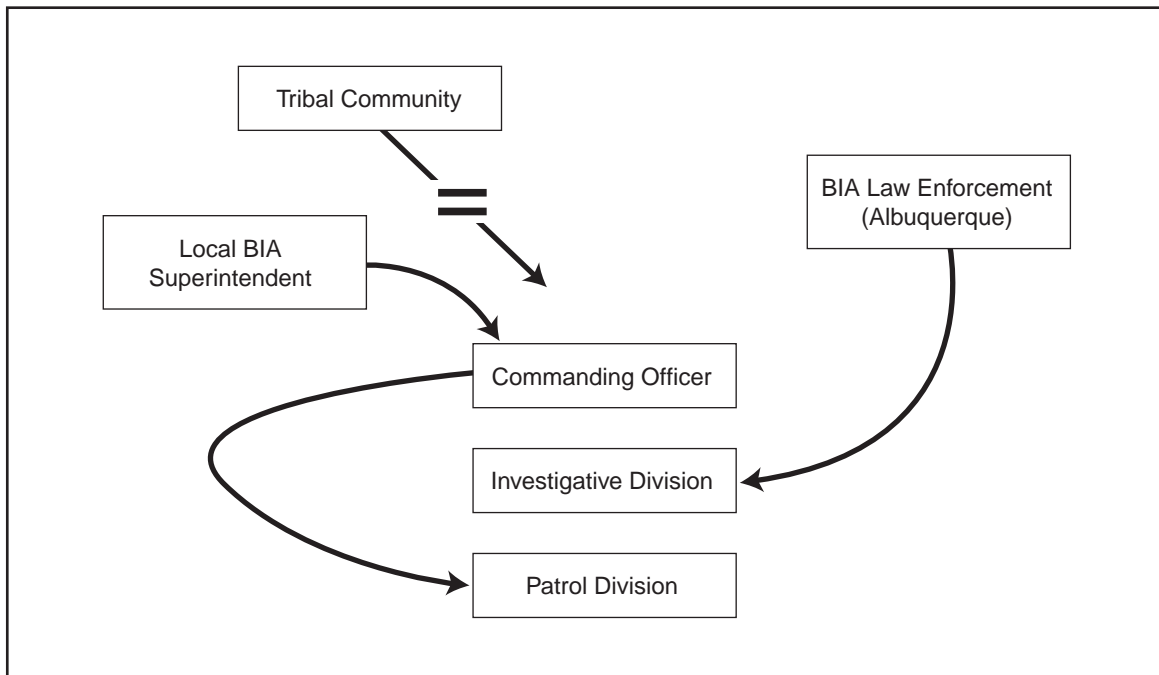 Tribal Community
BIA Law Enforcement
(Albuquerque)
Local BIA
Superintendent
Commanding Officer
Investigative Division
Patrol Division